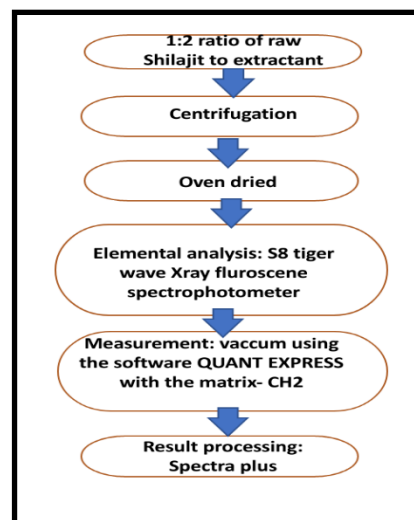 1:2 ratio of raw
Shilajit to extractant
Centrifugation
Oven dried
Elemental analysis: S8 tiger
wave Xray fluroscene
spectrophotometer
Measurement: vaccum using
the software QUANT EXPRESS
with the matrix- CH2
Result processing:
Spectra plus